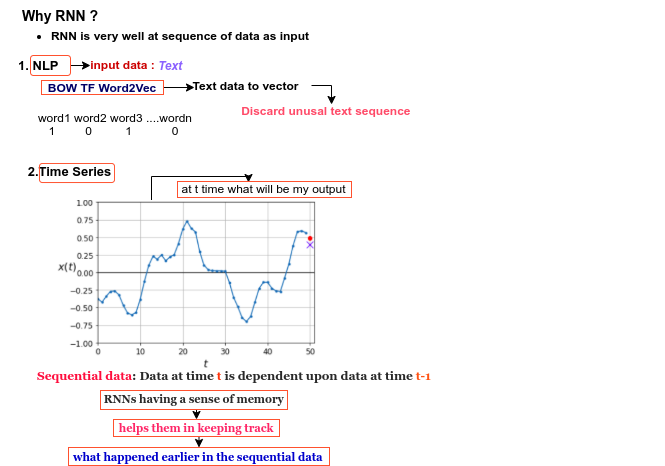 Why RNN ?
• RNN is very well at sequence of data as input
1. NLP input data : Text
BOW TF Word2Vec Text data to vector
Discard unusal text sequence
word1 word2 word3 ....wordn
1 0 1 0
2. Time Series
at t time what will be my output
1.00
0.75
0.50
0.25
x(t) 0.00
−0.25
−0.50
−0.75
−1.00
0 10 20 30 40 50
t
Sequential data: Data at time t is dependent upon data at time t-1
RNNs having a sense of memory
helps them in keeping track
what happened earlier in the sequential data